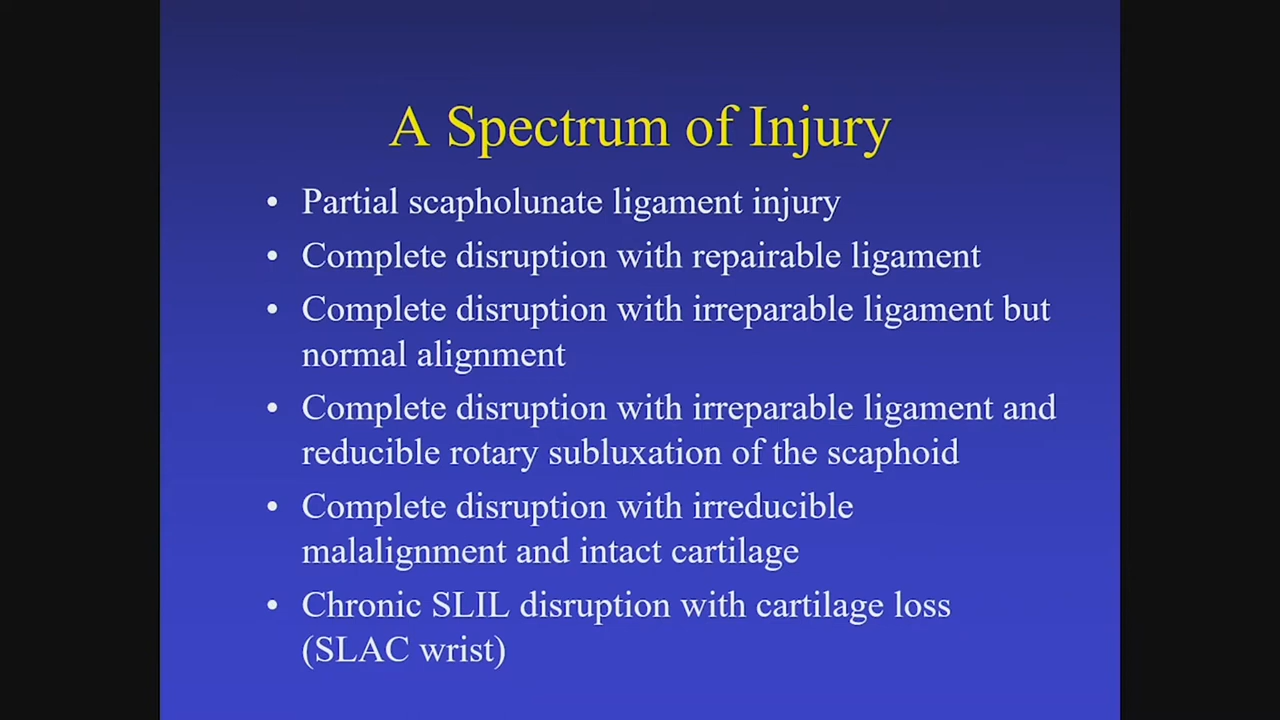 A Spectrum of Injury
• Partial scapholunate ligament injury
• Complete disruption with repairable ligament
• Complete disruption with irreparable ligament but
normal alignment
• Complete disruption with irreparable ligament and
reducible rotary subluxation of the scaphoid
• Complete disruption with irreducible
malalignment and intact cartilage
• Chronic SLIL disruption with cartilage loss
(SLAC wrist)